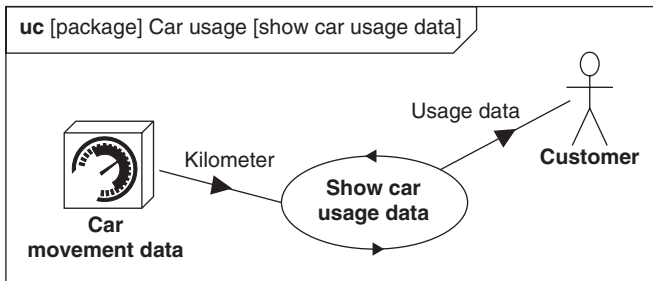 uc [package] Car usage [show car usage data]
Usage data
Kilometer
Customer
Show car
usage data
Car
movement data